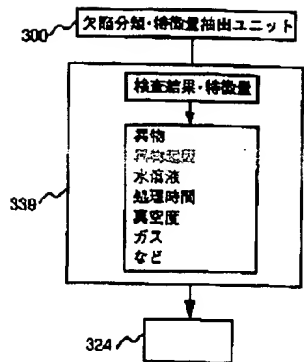 300
欠陥分類・特徴量抽出ユニット
検査結果・特徴量
異物
水溶液
処理時間
真空度
ガス
など
339
324